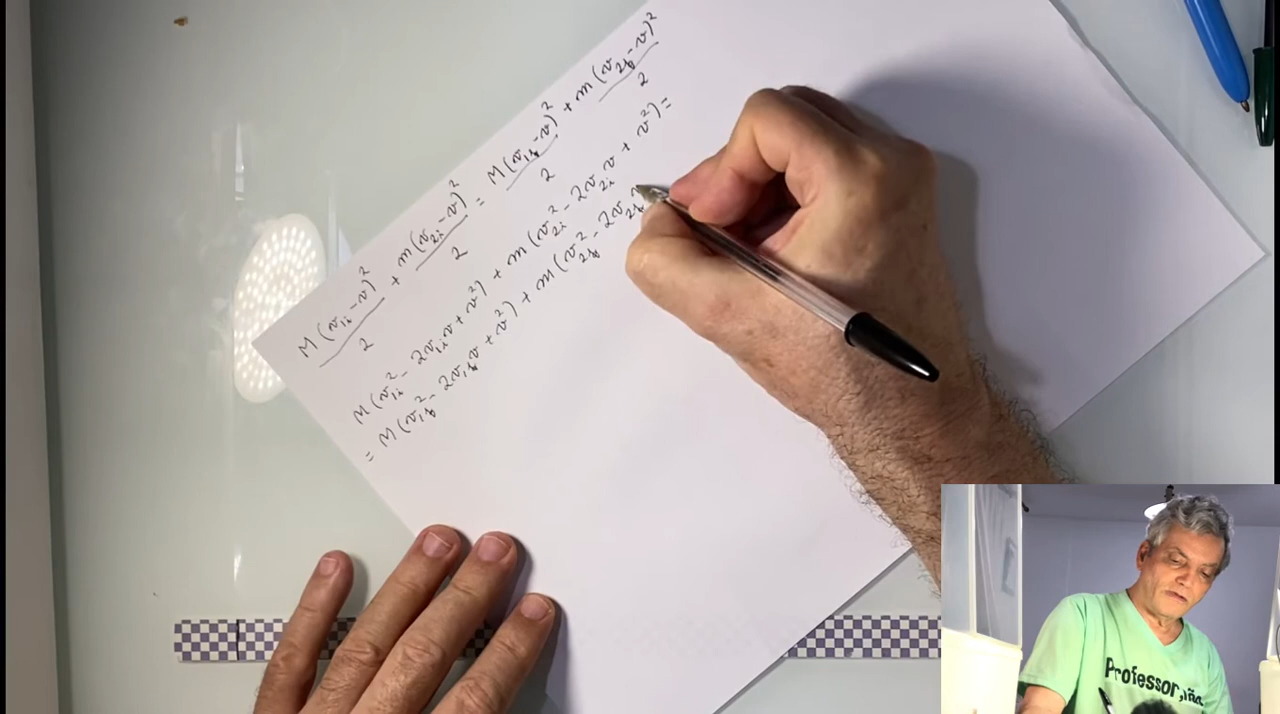 M(v₁ᵢ-v)²/2 + m(v₂ᵢ-v)²/2 = M(v₁f-v)²/2 + m(v₂f-v)²/2
M(v₁ᵢ² - 2v₁ᵢv + v²) + m(v₂ᵢ² - 2v₂ᵢv + v²) =
= M(v₁f² - 2v₁fv + v²) + m(v₂f² - 2v₂fv
Professor,